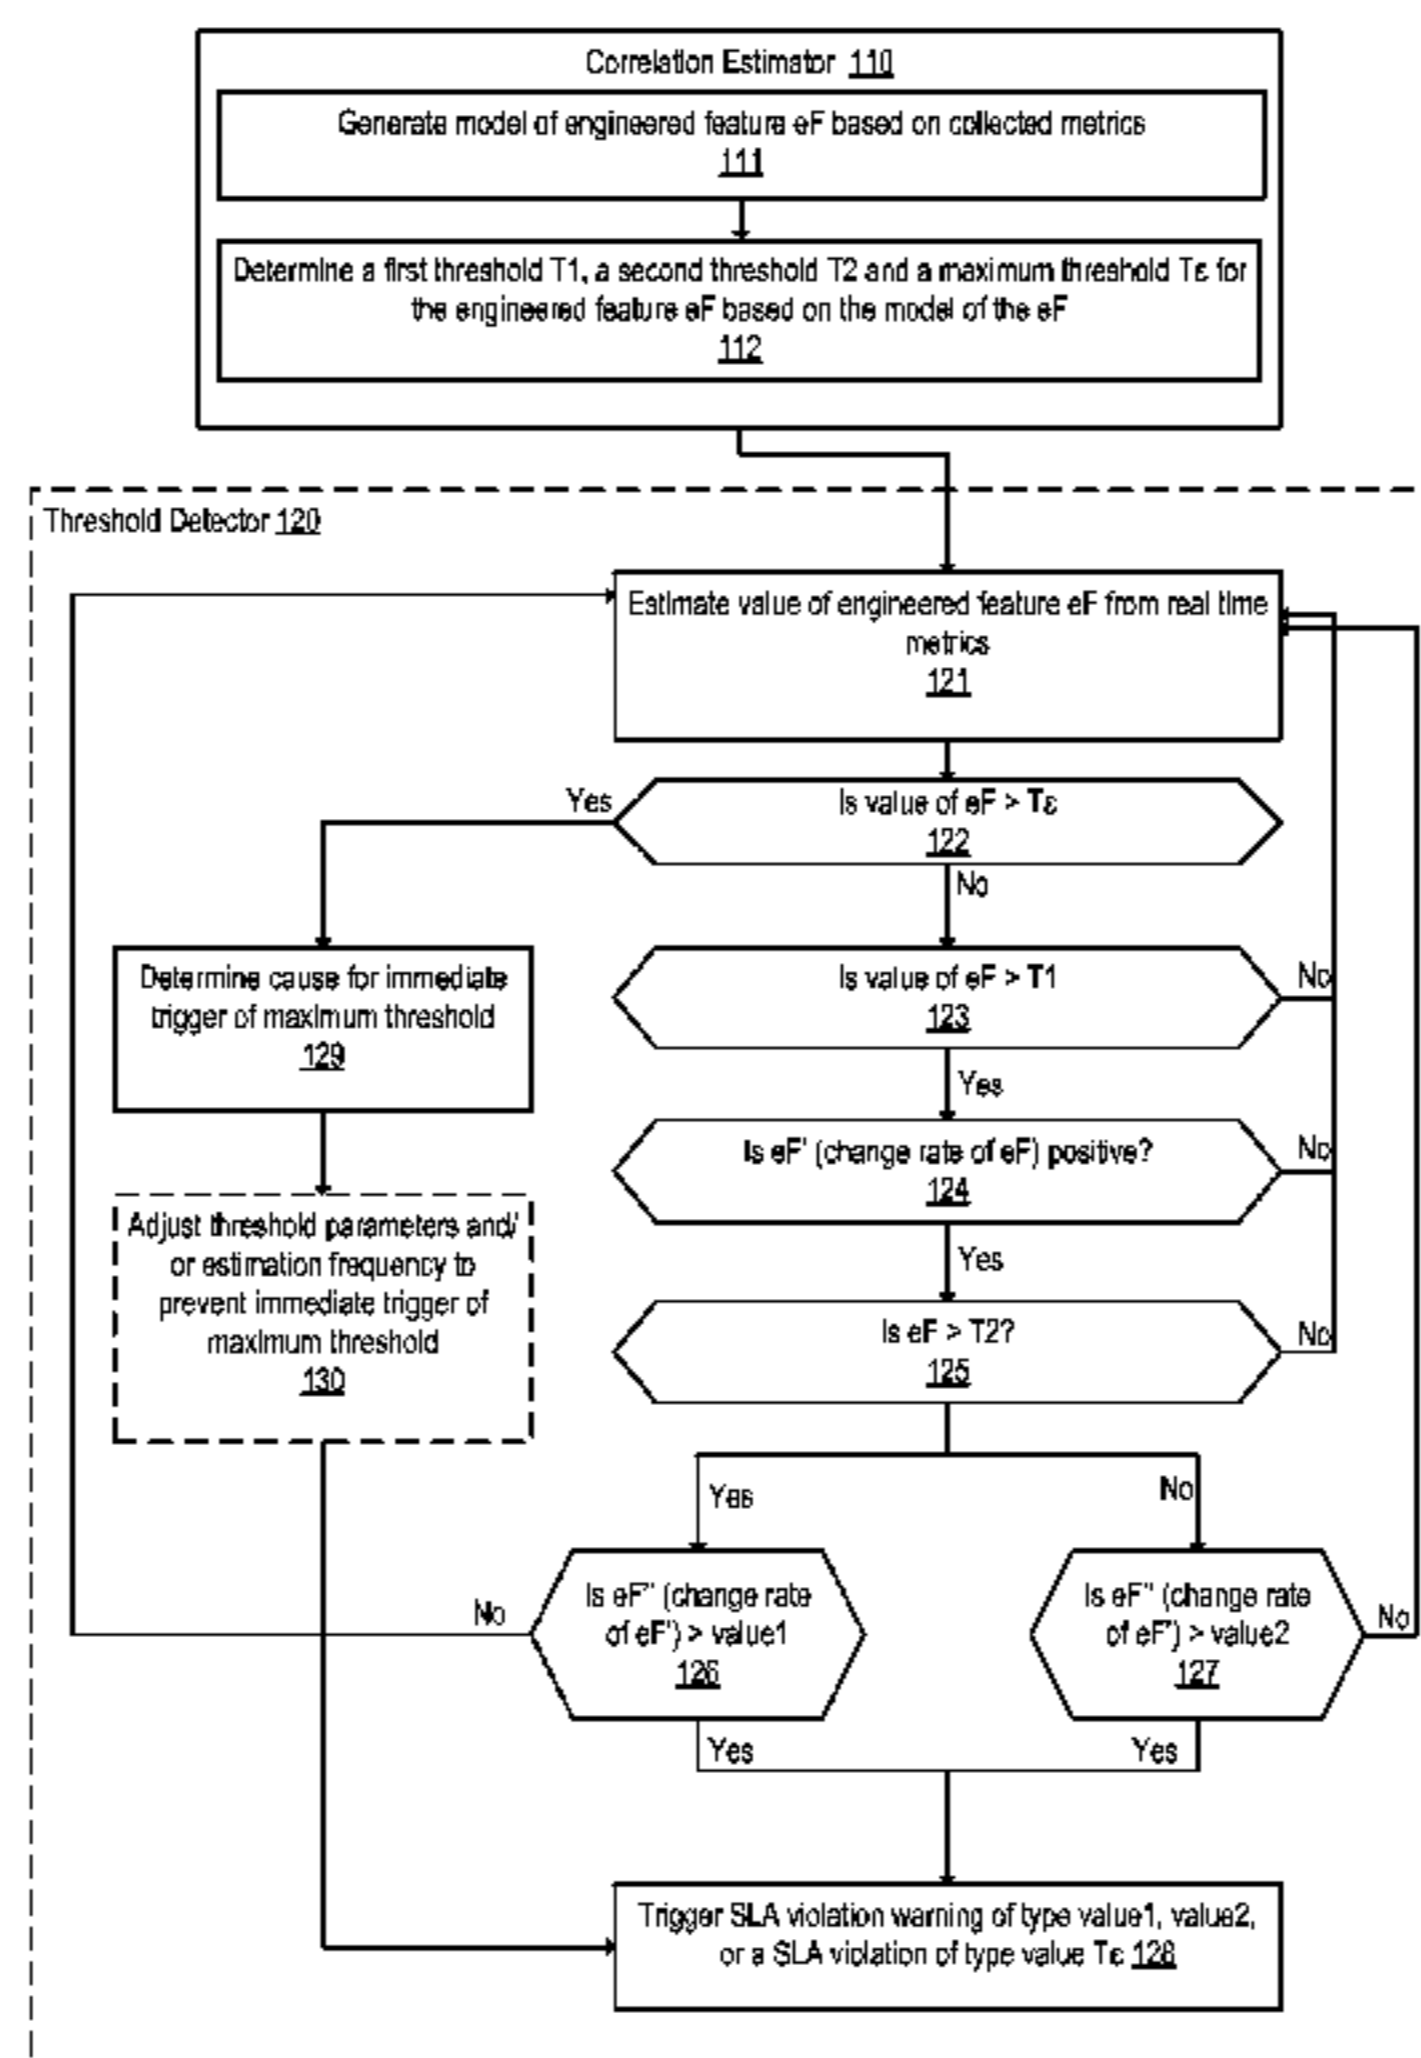 Correlation Estimator 110
Generate model of engineered feature eF based on collected metrics
111
Determine a first threshold T1, a second threshold T2 and a maximum threshold Tε for
the engineered feature eF based on the model of the eF
112
Threshold Detector 120
Estimate value of engineered feature eF from real time
metrics
121
Yes
Is value of eF > Tε
122
No
Determine cause for immediate
trigger of maximum threshold
129
Is value of eF > T1
123
No
Yes
Is eF' (change rate of eF) positive?
124
No
Yes
Adjust threshold parameters and/
or estimation frequency to
prevent immediate trigger of
maximum threshold
130
Is eF > T2?
125
No
Yes
No
Is eF'' (change rate
of eF') > value1
126
No
Is eF'' (change rate
of eF') > value2
127
No
Yes
Yes
Trigger SLA violation warning of type value1, value2,
or a SLA violation of type value Tε 128